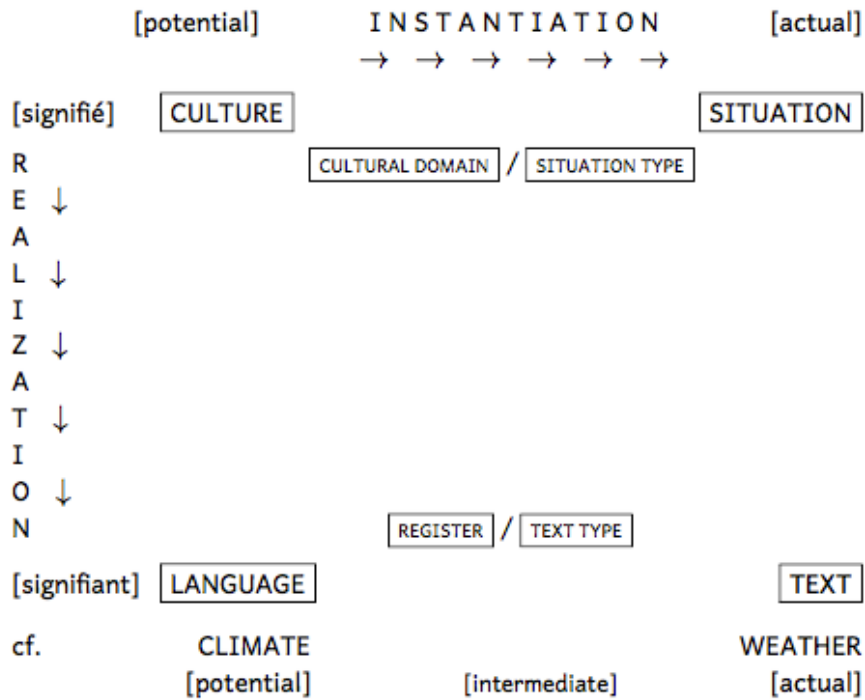 [potential] INSTANTIATION [actual]
→ → → → → →
[signifié] CULTURE SITUATION
R CULTURAL DOMAIN / SITUATION TYPE
E ↓
A
L ↓
I
Z ↓
A
T ↓
I
O ↓
N REGISTER / TEXT TYPE
[signifiant] LANGUAGE TEXT
cf. CLIMATE WEATHER
[potential] [intermediate] [actual]